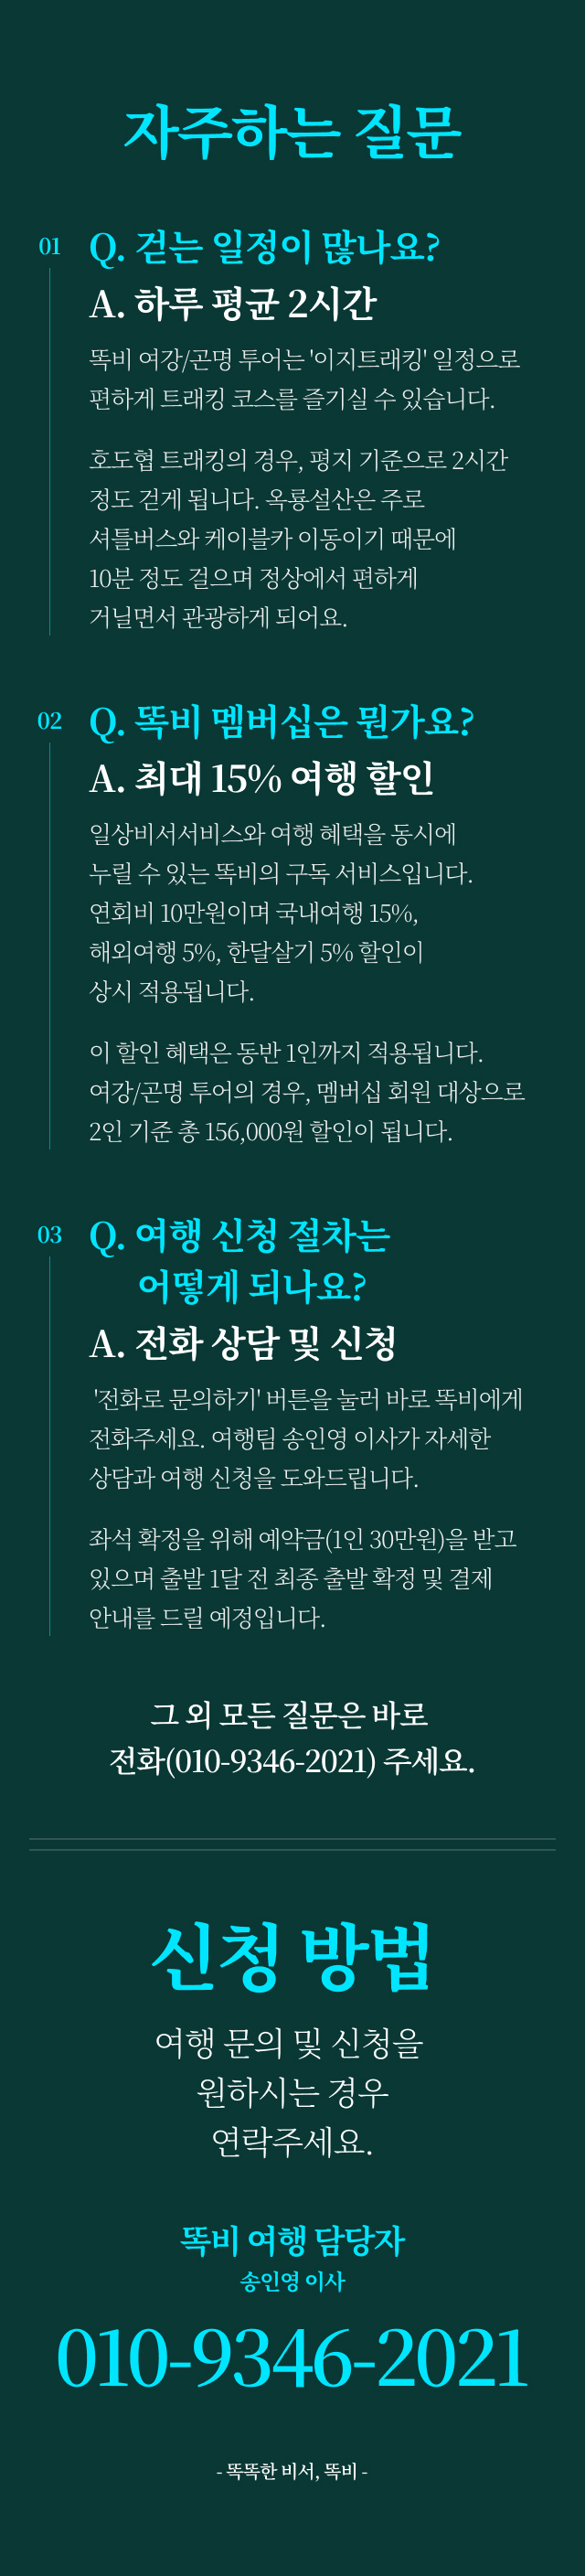 자주하는 질문
01
Q. 걷는 일정이 많나요?
A. 하루 평균 2시간
똑비 여강/곤명 투어는 '이지트래킹' 일정으로
편하게 트래킹 코스를 즐기실 수 있습니다.
호도협 트래킹의 경우, 평지 기준으로 2시간
정도 걷게 됩니다. 옥룡설산은 주로
셔틀버스와 케이블카 이동이기 때문에
10분 정도 걸으며 정상에서 편하게
거닐면서 관광하게 되어요.
02
Q. 똑비 멤버십은 뭔가요?
A. 최대 15% 여행 할인
일상비서서비스와 여행 혜택을 동시에
누릴 수 있는 똑비의 구독 서비스입니다.
연회비 10만원이며 국내여행 15%,
해외여행 5%, 한달살기 5% 할인이
상시 적용됩니다.
이 할인 혜택은 동반 1인까지 적용됩니다.
여강/곤명 투어의 경우, 멤버십 회원 대상으로
2인 기준 총 156,000원 할인이 됩니다.
03
Q. 여행 신청 절차는
어떻게 되나요?
A. 전화 상담 및 신청
'전화로 문의하기' 버튼을 눌러 바로 똑비에게
전화주세요. 여행팀 송인영 이사가 자세한
상담과 여행 신청을 도와드립니다.
좌석 확정을 위해 예약금(1인 30만원)을 받고
있으며 출발 1달 전 최종 출발 확정 및 결제
안내를 드릴 예정입니다.
그 외 모든 질문은 바로
전화(010-9346-2021) 주세요.
신청 방법
여행 문의 및 신청을
원하시는 경우
연락주세요.
똑비 여행 담당자
송인영 이사
010-9346-2021
- 똑똑한 비서, 똑비 -